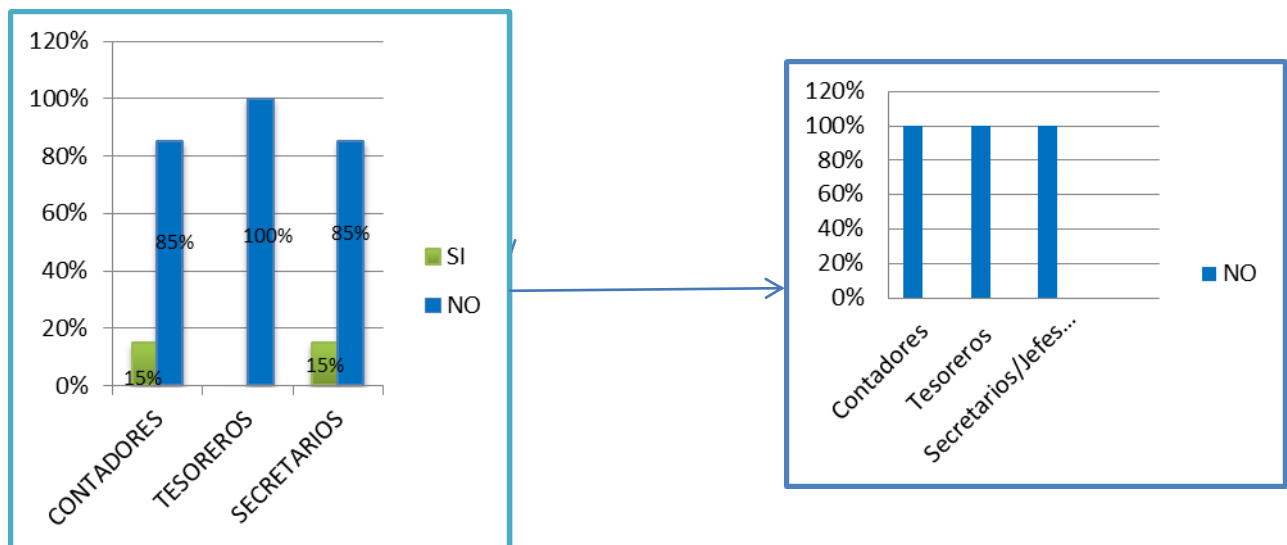 120%
100%
80%
60%
40%
20%
0%
85%
100%
85%
15%
15%
CONTADORES
TESOREROS
SECRETARIOS
SI
NO
120%
100%
80%
60%
40%
20%
0%
Contadores
Tesoreros
Secretarios/Jefes...
NO